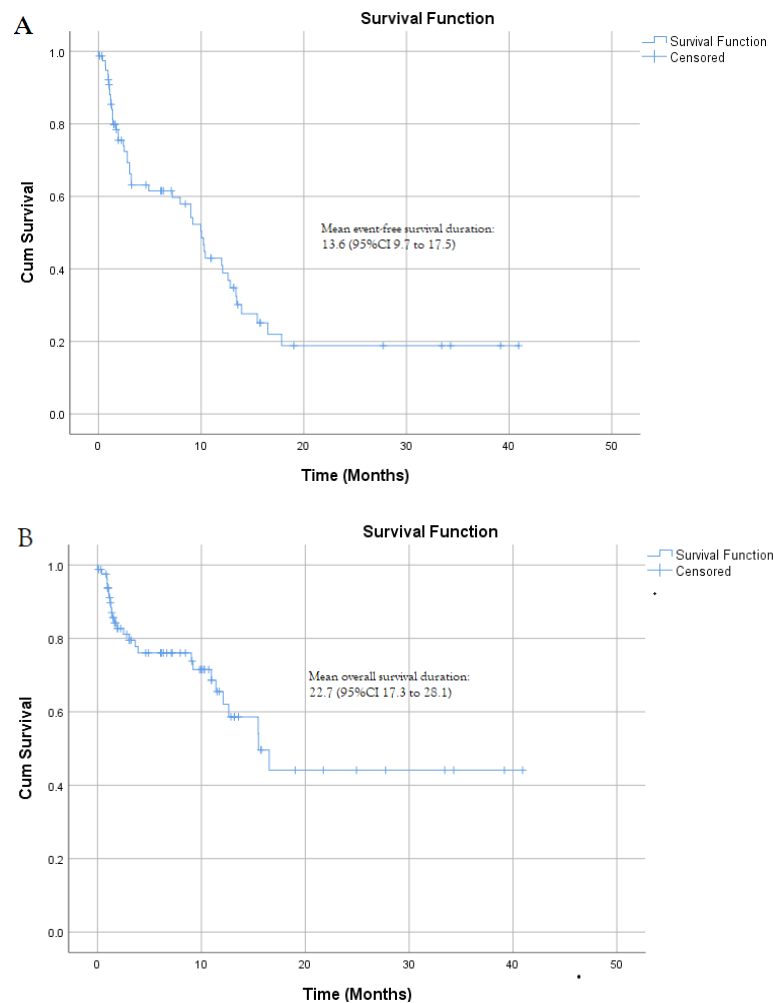 A
Survival Function
Survival Function
Censored
1.0
0.8
0.6
0.4
0.2
0.0
Cum Survival
Mean event-free survival duration:
13.6 (95%CI 9.7 to 17.5)
0 10 20 30 40 50
Time (Months)
B
Survival Function
Survival Function
Censored
1.0
0.8
0.6
0.4
0.2
0.0
Cum Survival
Mean overall survival duration:
22.7 (95%CI 17.3 to 28.1)
0 10 20 30 40 50
Time (Months)